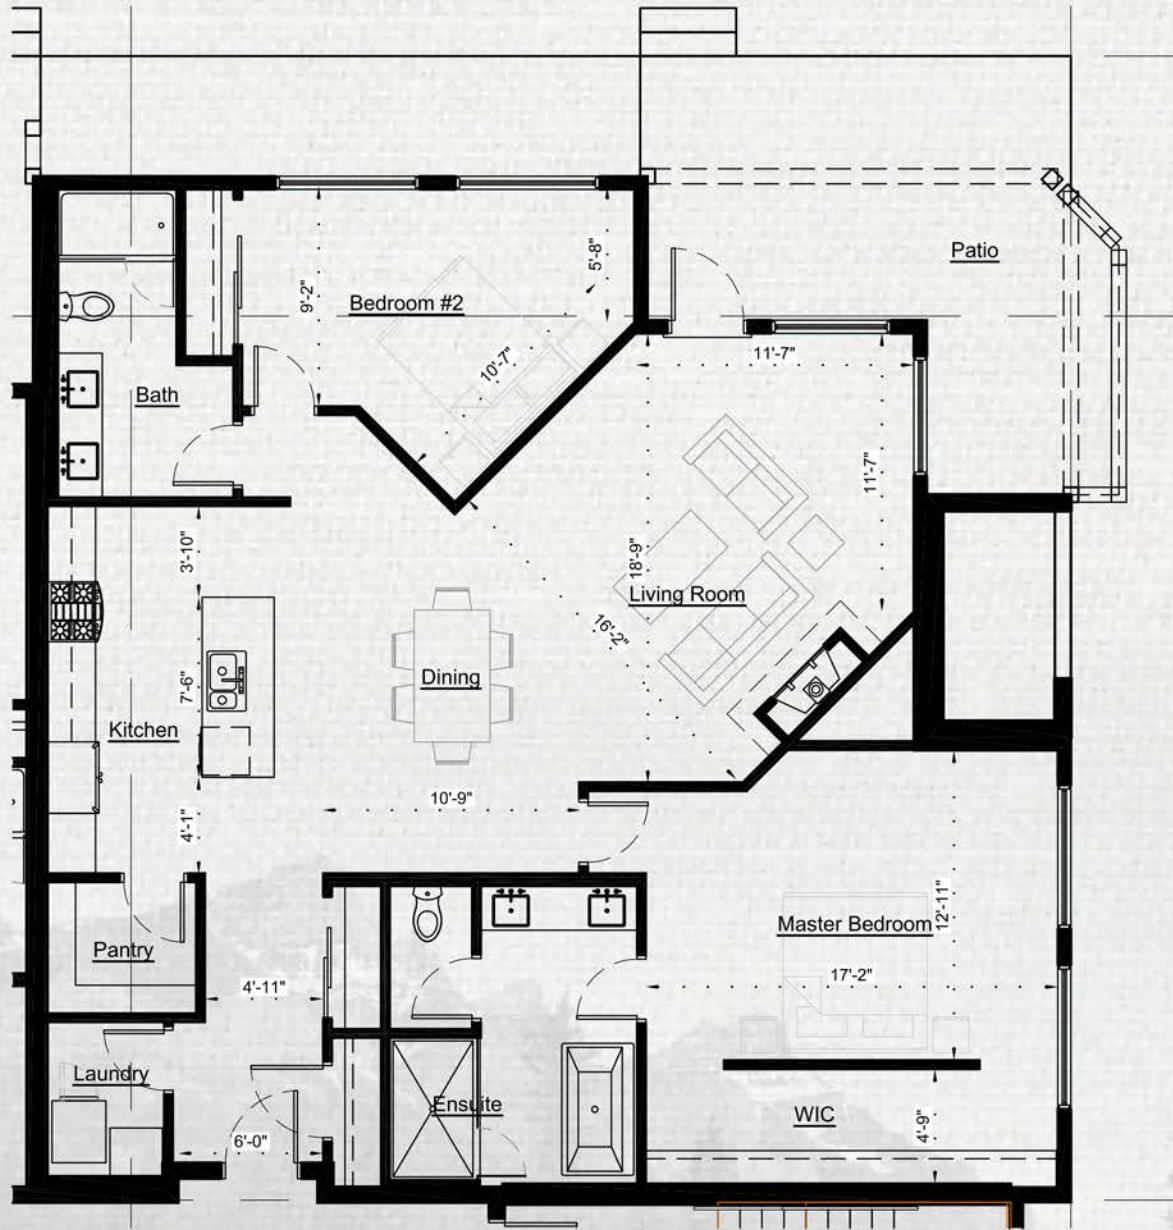 Patio
5'-8"
9'-2"
Bedroom #2
10'-7"
11'-7"
Bath
11'-7"
3'-10"
18'-9"
Living Room
16'-2"
7'-6"
Dining
Kitchen
10'-9"
4'-1"
Master Bedroom
12'-11"
Pantry
17'-2"
4'-11"
Laundry
Ensuite
WIC
4'-9"
6'-0"